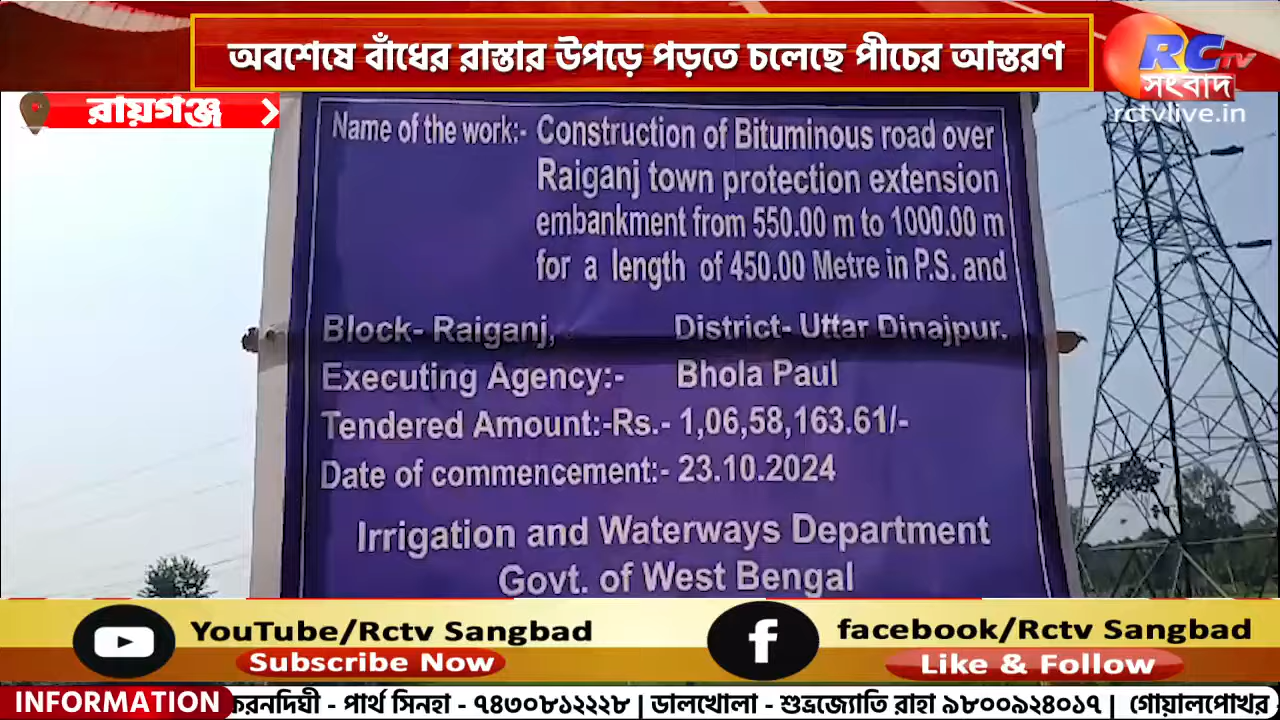 অবশেষে বাঁধের রাস্তার উপড়ে পড়তে চলেছে পীচের আস্তরণ
RCTV
সংবাদ
rctvlive.in
রায়গঞ্জ
Name of the work:- Construction of Bituminous road over
Raiganj town protection extension
embankment from 550.00 m to 1000.00 m
for a length of 450.00 Metre in P.S. and
Block- Raiganj, District- Uttar Dinajpur.
Executing Agency:- Bhola Paul
Tendered Amount:-Rs.- 1,06,58,163.61/-
Date of commencement:- 23.10.2024
Irrigation and Waterways Department
Govt. of West Bengal
YouTube/Rctv Sangbad
Subscribe Now
facebook/Rctv Sangbad
Like & Follow
INFORMATION করনদিঘী - পার্থ সিনহা - ৭৪৩০৮১২২২৮ | ডালখোলা - শুভ্রজ্যোতি রাহা ৯৮০০৯২৪০১৭ | গোয়ালপোখর